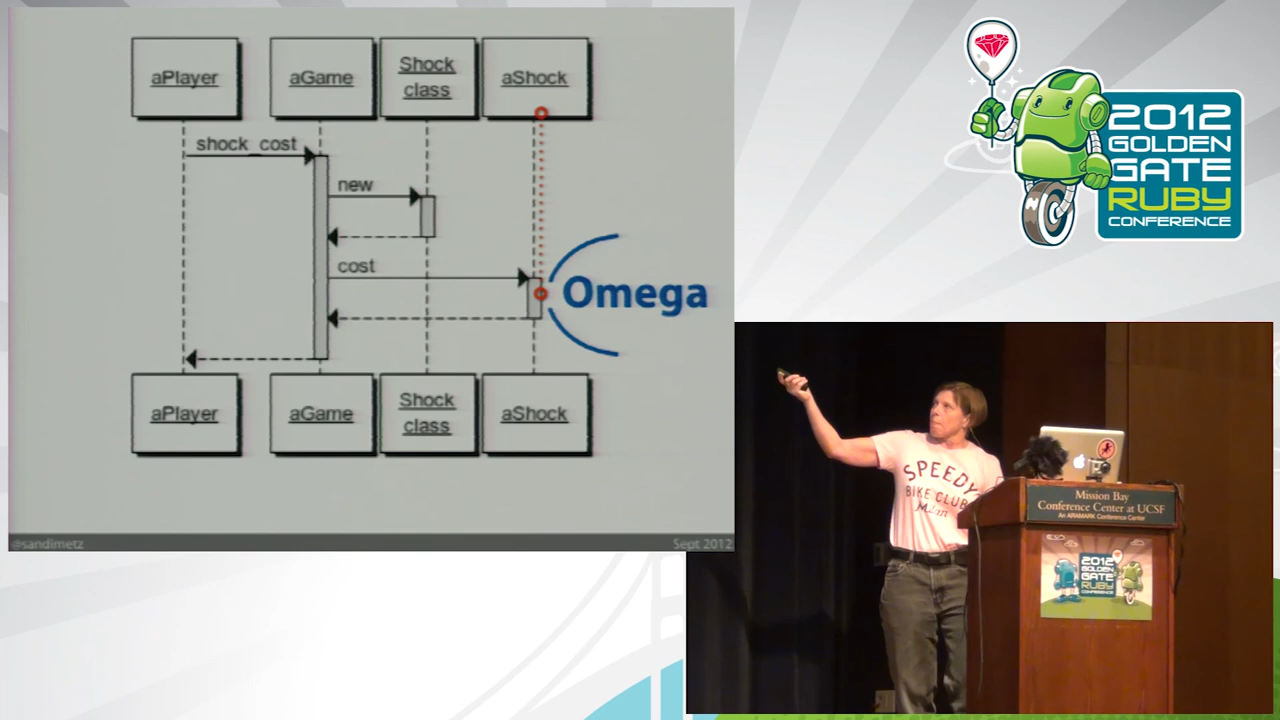 aPlayer
aGame
Shock
class
aShock
shock_cost
new
cost
Omega
aPlayer
aGame
Shock
class
aShock
@sandimetz
Sept 2012
2012
GOLDEN
GATE
RUBY
CONFERENCE
SPEEDY
BIKE CLUB
Milan
Mission Bay
Conference Center at UCSF
An ARAMARK Conference Center
2012
GOLDEN
GATE
RUBY
CONFERENCE